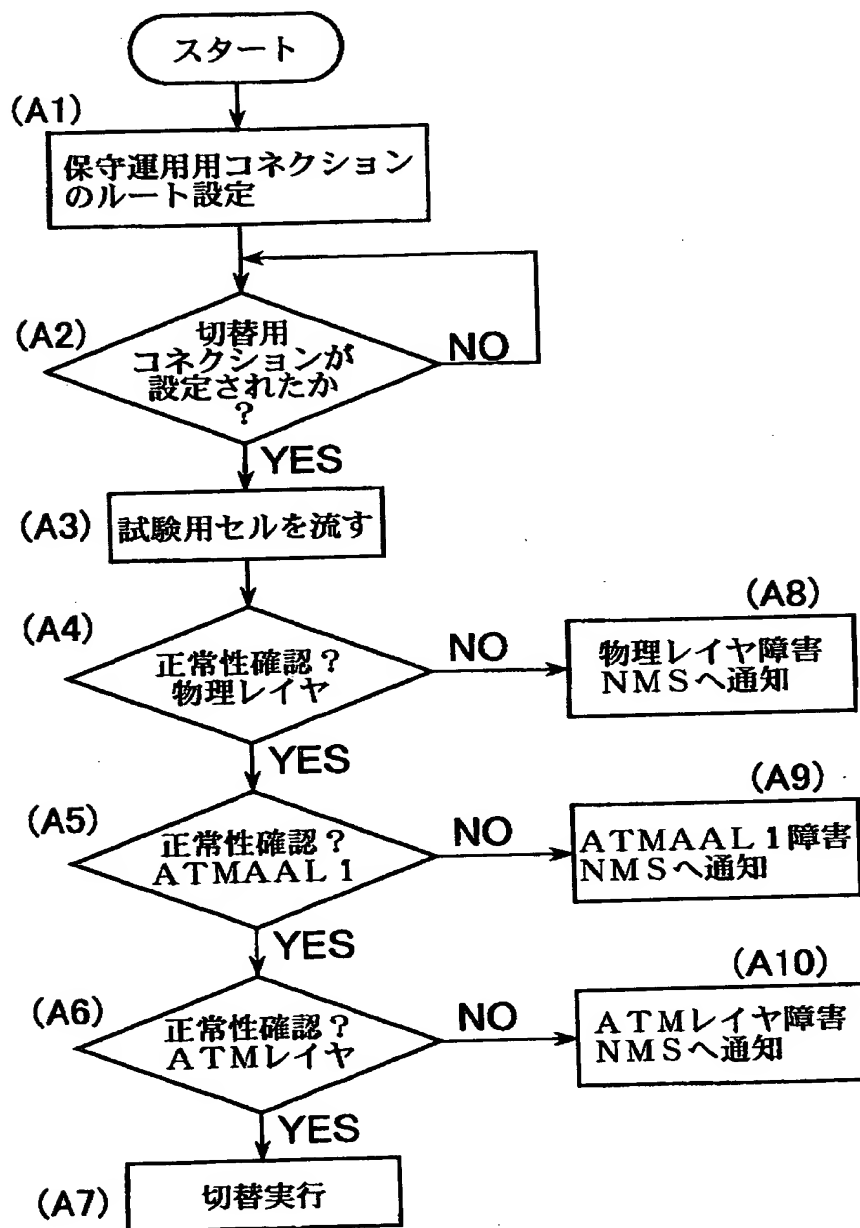 スタート
(A1)
保守運用用コネクション
のルート設定
(A2)
切替用
コネクションが
設定されたか
?
NO
YES
(A3)
試験用セルを流す
(A4)
正常性確認?
物理レイヤ
NO
(A8)
物理レイヤ障害
NMSへ通知
YES
(A5)
正常性確認?
ATMAAL1
NO
(A9)
ATMAAL1障害
NMSへ通知
YES
(A6)
正常性確認?
ATMレイヤ
NO
(A10)
ATMレイヤ障害
NMSへ通知
YES
(A7)
切替実行